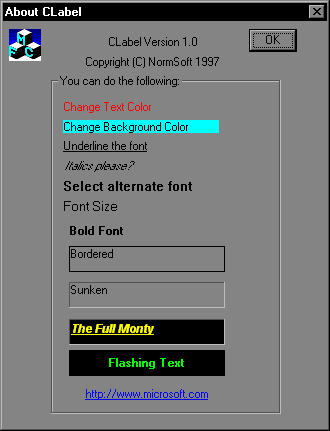 About CLabel
CLabel Version 1.0
OK
Copyright (C) NormSoft 1997
You can do the following:
Change Text Color
Change Background Color
Underline the font
Italics please?
Select alternate font
Font Size
Bold Font
Bordered
Sunken
The Full Monty
Flashing Text
http://www.microsoft.com